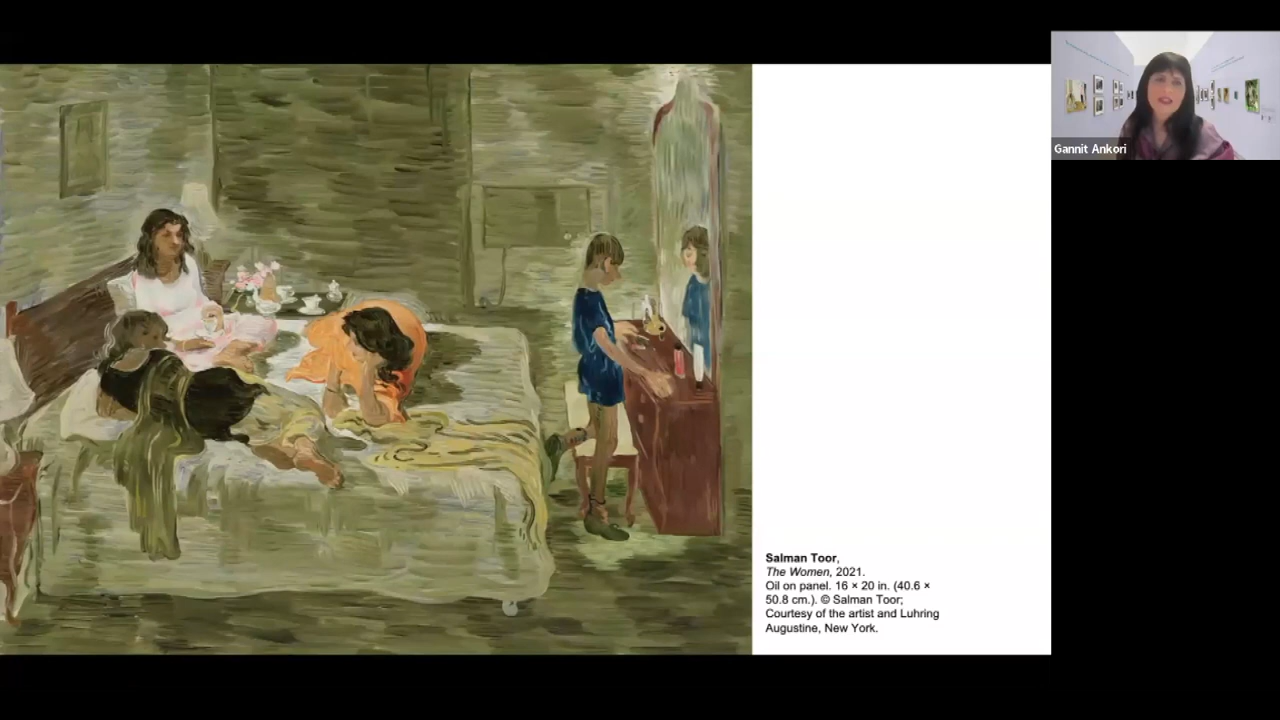 Gannit Ankori
Salman Toor,
The Women, 2021.
Oil on panel. 16 × 20 in. (40.6 ×
50.8 cm.). © Salman Toor;
Courtesy of the artist and Luhring
Augustine, New York.